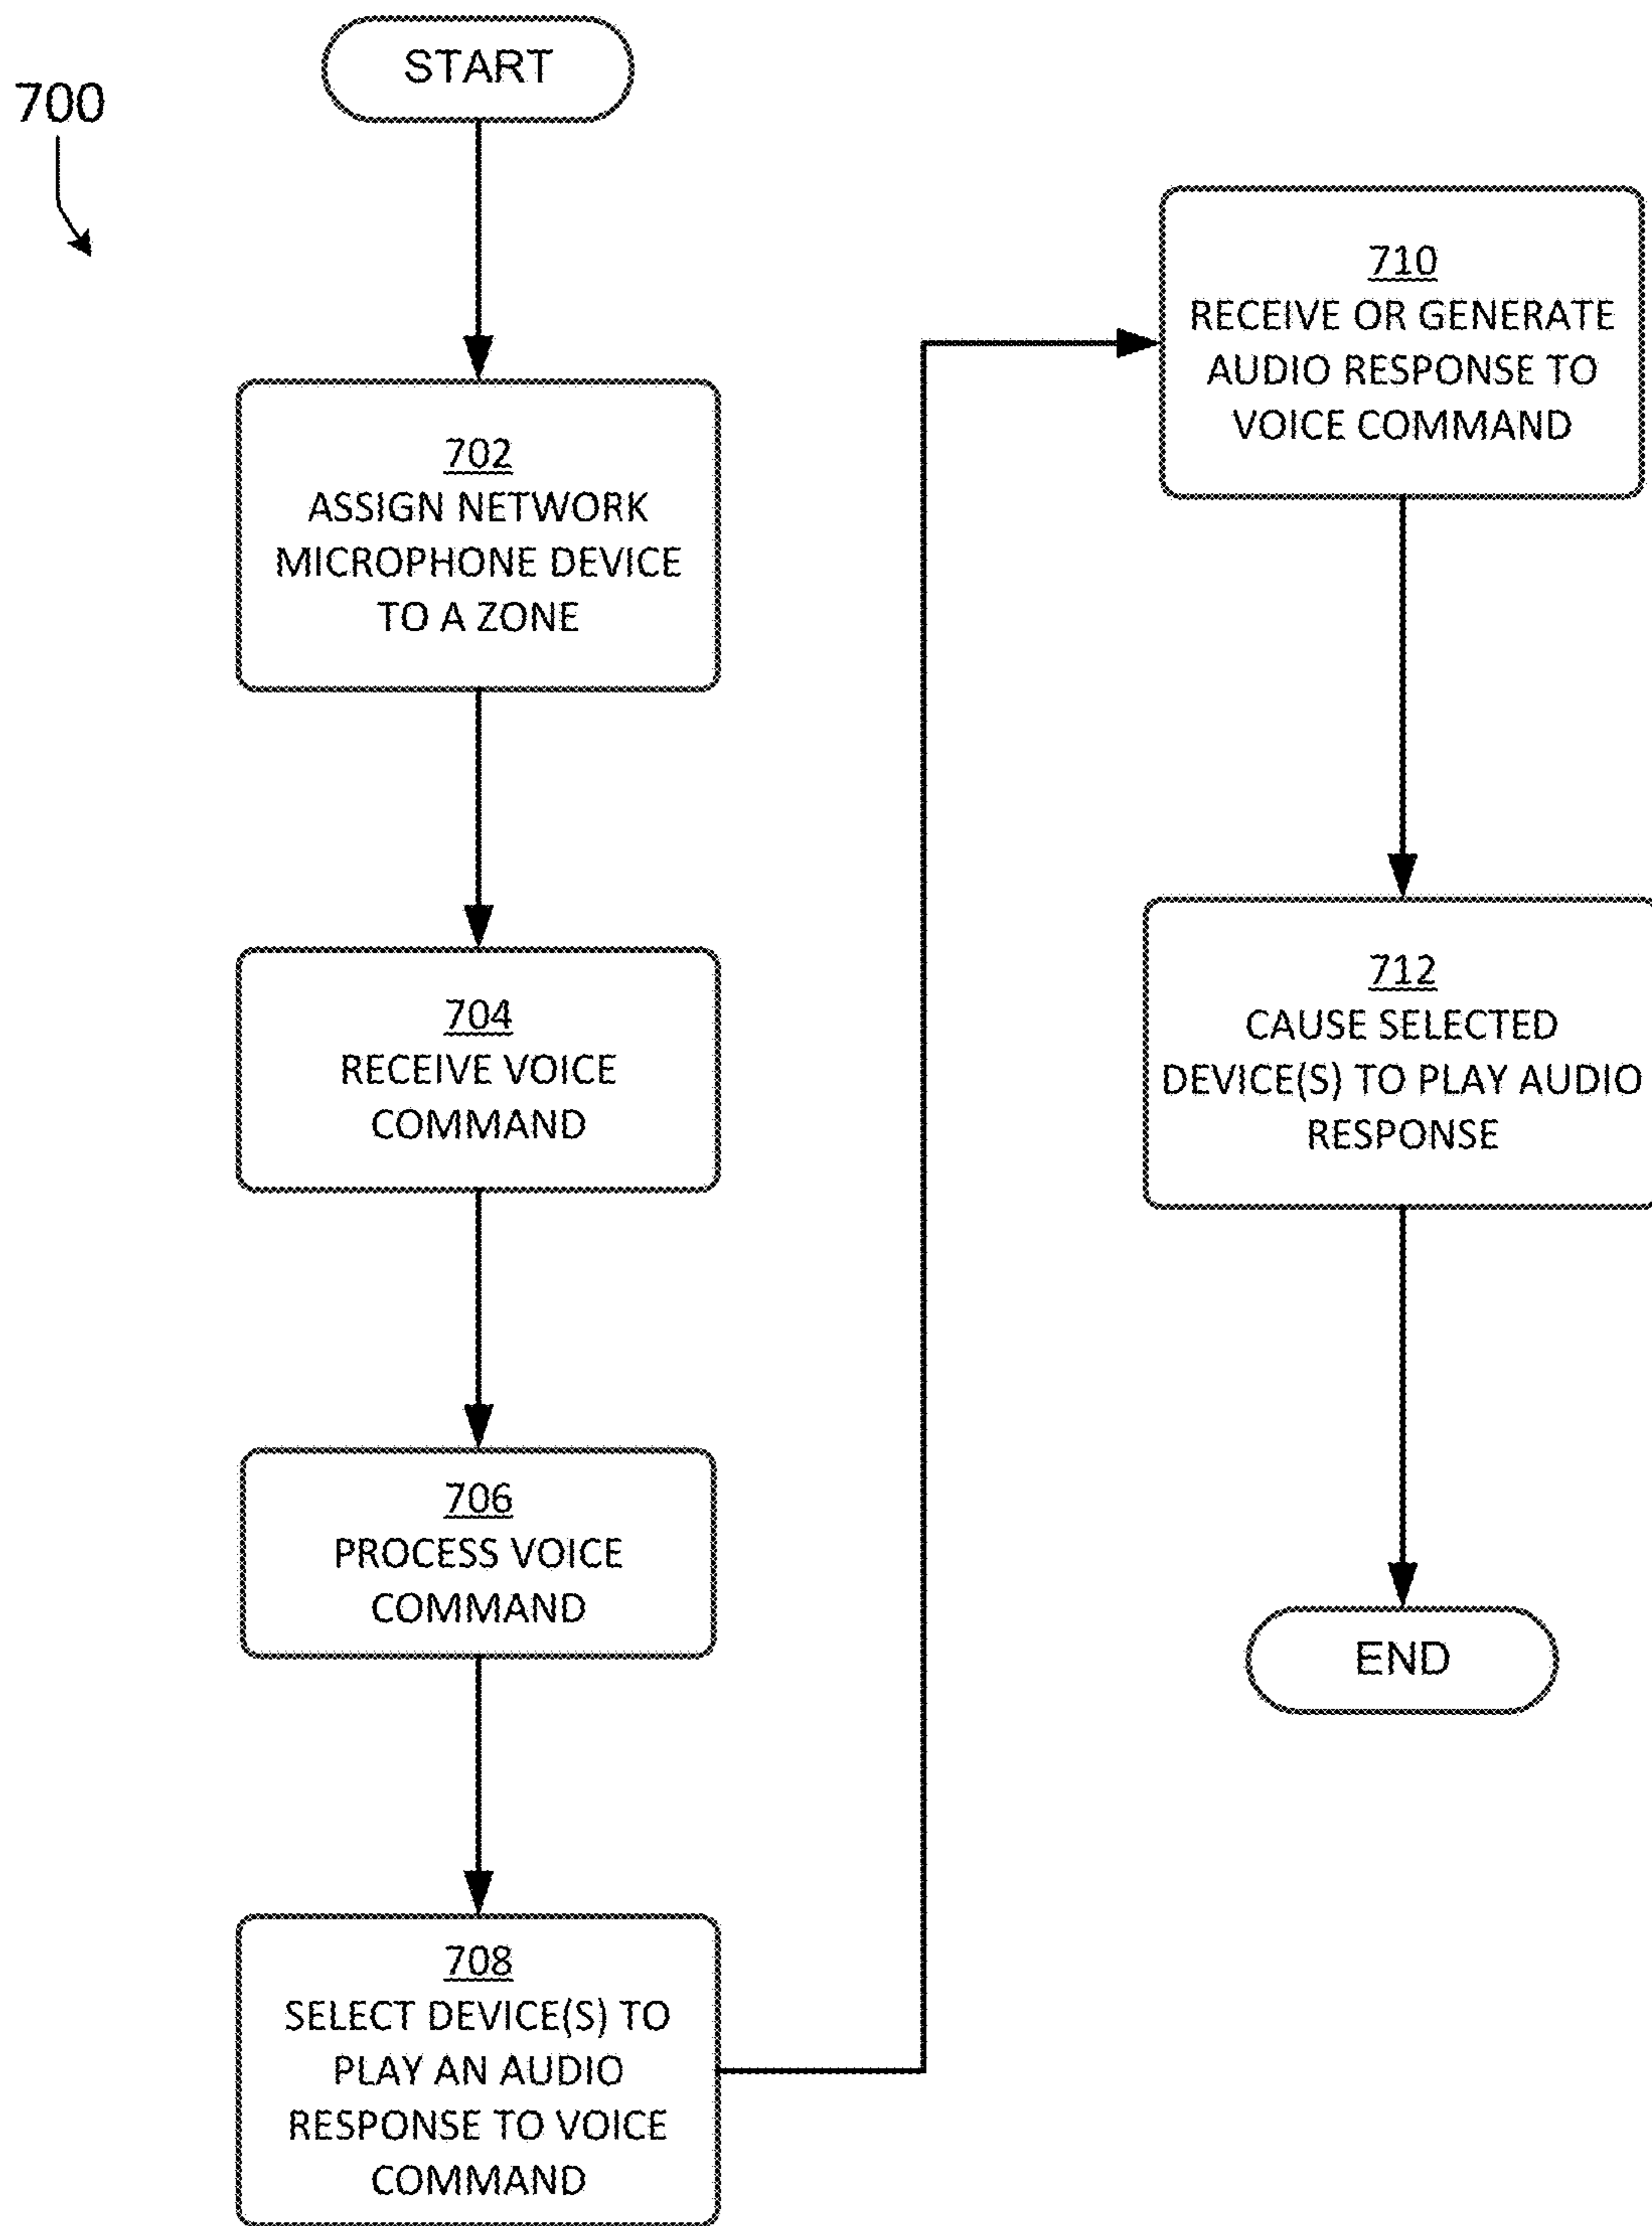 700
START
702
ASSIGN NETWORK
MICROPHONE DEVICE
TO A ZONE
704
RECEIVE VOICE
COMMAND
706
PROCESS VOICE
COMMAND
708
SELECT DEVICE(S) TO
PLAY AN AUDIO
RESPONSE TO VOICE
COMMAND
710
RECEIVE OR GENERATE
AUDIO RESPONSE TO
VOICE COMMAND
712
CAUSE SELECTED
DEVICE(S) TO PLAY AUDIO
RESPONSE
END